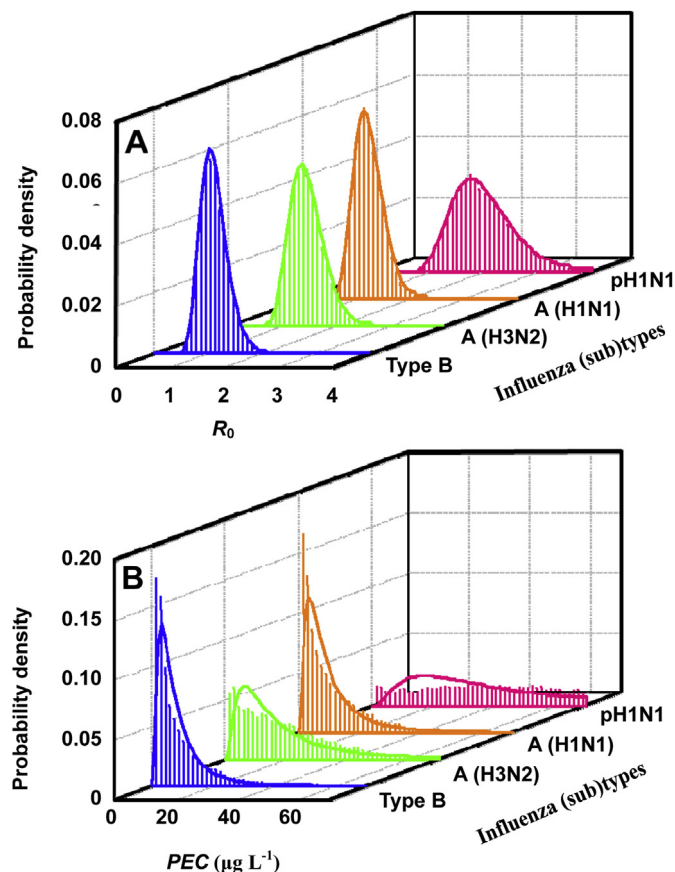 A
Probability density
0.08
0.06
0.04
0.02
0
0 1 2 3 4
R0
Type B
A (H3N2)
A (H1N1)
pH1N1
Influenza (sub)types
B
Probability density
0.20
0.15
0.10
0.05
0
0 20 40 60
PEC (μg L-1)
Type B
A (H3N2)
A (H1N1)
pH1N1
Influenza (sub)types